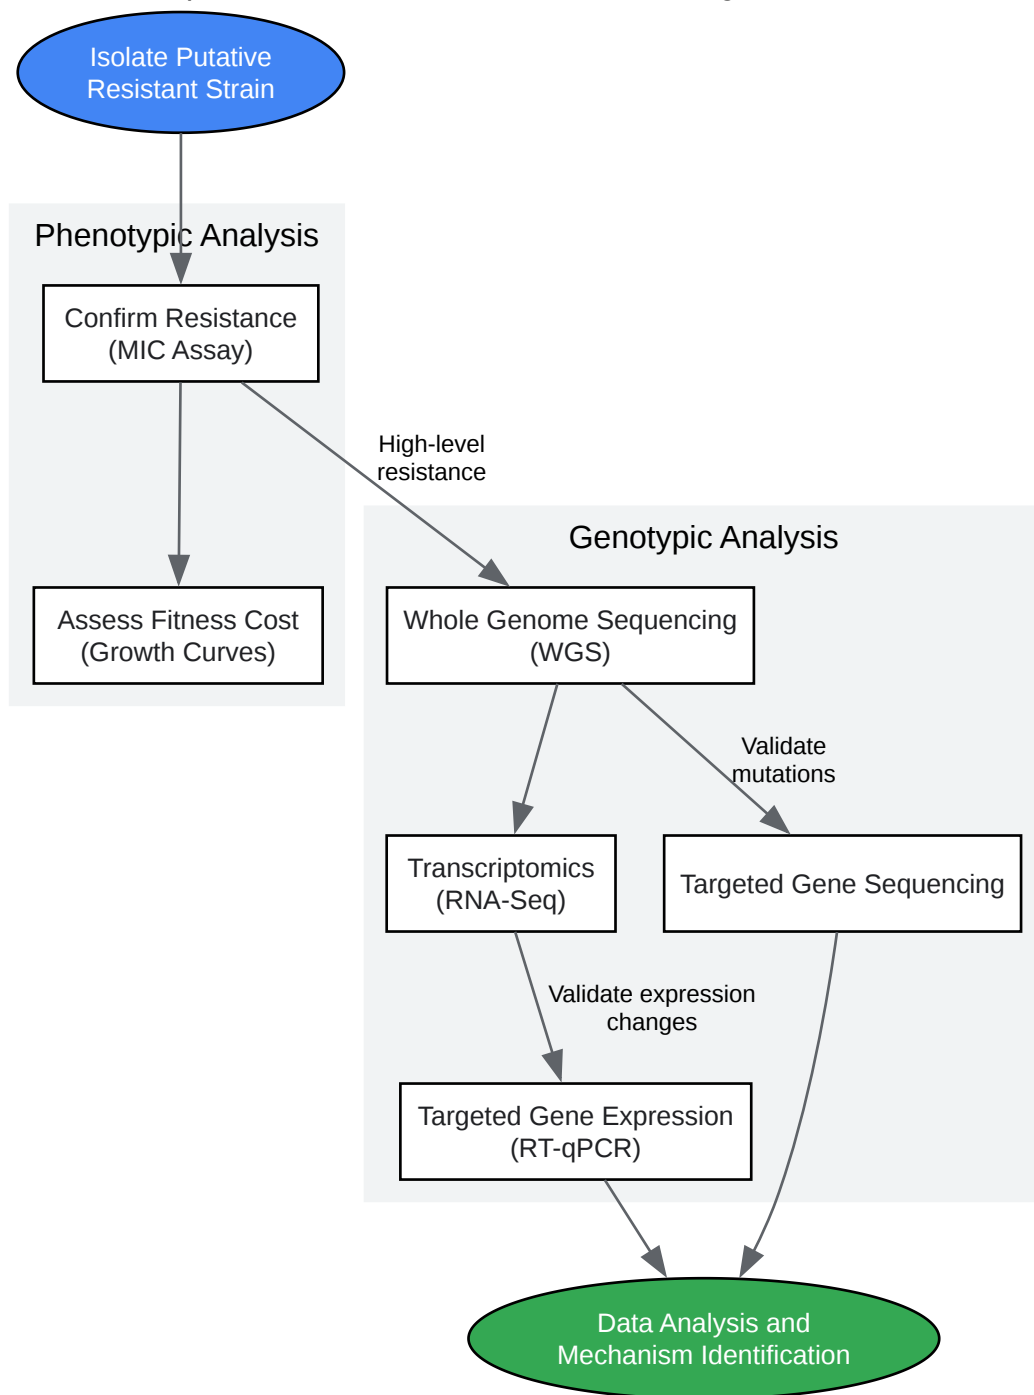 Isolate Putative
Resistant Strain
Phenotypic Analysis
Confirm Resistance
(MIC Assay)
High-level
resistance
Genotypic Analysis
Assess Fitness Cost
(Growth Curves)
Whole Genome Sequencing
(WGS)
Validate
mutations
Transcriptomics
(RNA-Seq)
Targeted Gene Sequencing
Validate expression
changes
Targeted Gene Expression
(RT-qPCR)
Data Analysis and
Mechanism Identification